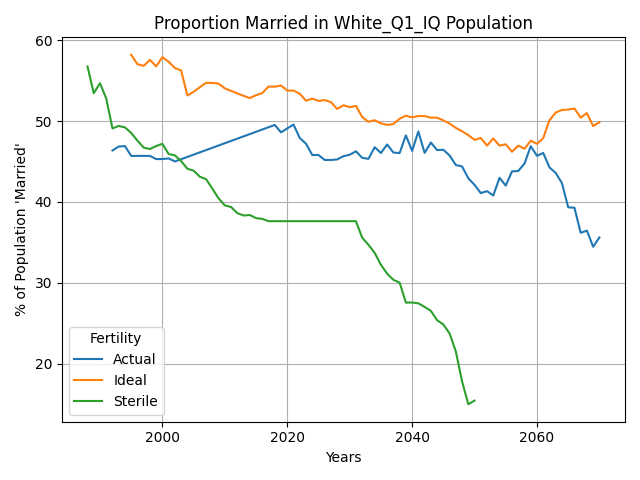 Proportion Married in White_Q1_IQ Population
% of Population 'Married'
60
50
40
30
20
Fertility
Actual
Ideal
Sterile
2000 2020 2040 2060
Years